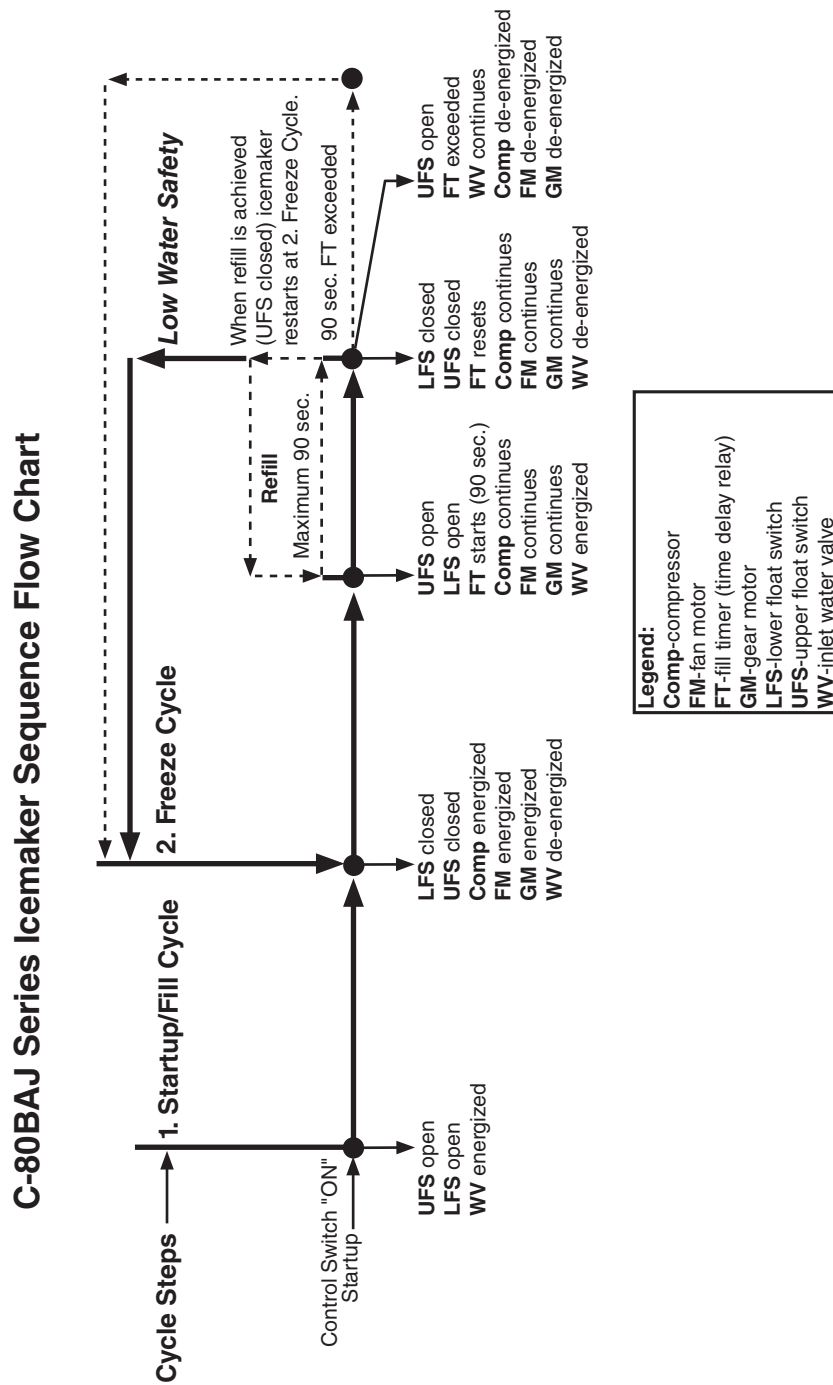 C-80BAJ Series Icemaker Sequence Flow Chart
Cycle Steps
1. Startup/Fill Cycle
2. Freeze Cycle
Low Water Safety
When refill is achieved
(UFS closed) icemaker
restarts at 2. Freeze Cycle.
Refill
Maximum 90 sec.
90 sec. FT exceeded
Control Switch "ON"
Startup
UFS open
LFS open
WV energized
LFS closed
UFS closed
Comp energized
FM energized
GM energized
WV de-energized
UFS open
LFS open
FT starts (90 sec.)
Comp continues
FM continues
GM continues
WV energized
LFS closed
UFS closed
FT resets
Comp continues
FM continues
GM continues
WV de-energized
UFS open
FT exceeded
WV continues
Comp de-energized
FM de-energized
GM de-energized
Legend:
Comp-compressor
FM-fan motor
FT-fill timer (time delay relay)
GM-gear motor
LFS-lower float switch
UFS-upper float switch
WV-inlet water valve